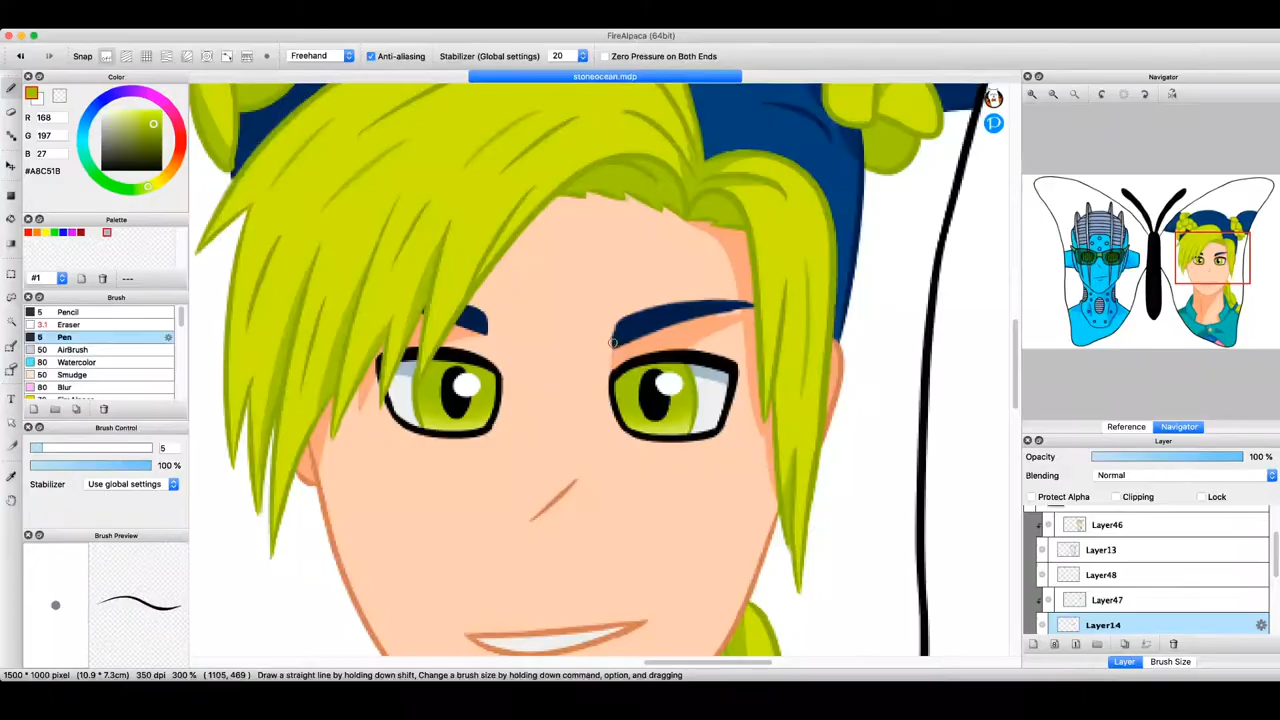 FireAlpaca (64bit)
Snap Freehand Anti-aliasing Stabilizer (Global settings) 20 Zero Pressure on Both Ends
stoneocean.mdp
Color
R 168
G 197
B 27
#A8C51B
Palette
#1 ---
Brush
5 Pencil
3.1 Eraser
5 Pen
50 AirBrush
80 Watercolor
50 Smudge
80 Blur
Brush Control
5
100 %
Stabilizer Use global settings
Brush Preview
Navigator
Reference Navigator
Layer
Opacity 100 %
Blending Normal
Protect Alpha Clipping Lock
Layer46
Layer13
Layer48
Layer47
Layer14
Layer Brush Size
1500 * 1000 pixel (10.9 * 7.3cm) 350 dpi 300 % ( 1105, 469 ) Draw a straight line by holding down shift, Change a brush size by holding down command, option, and dragging